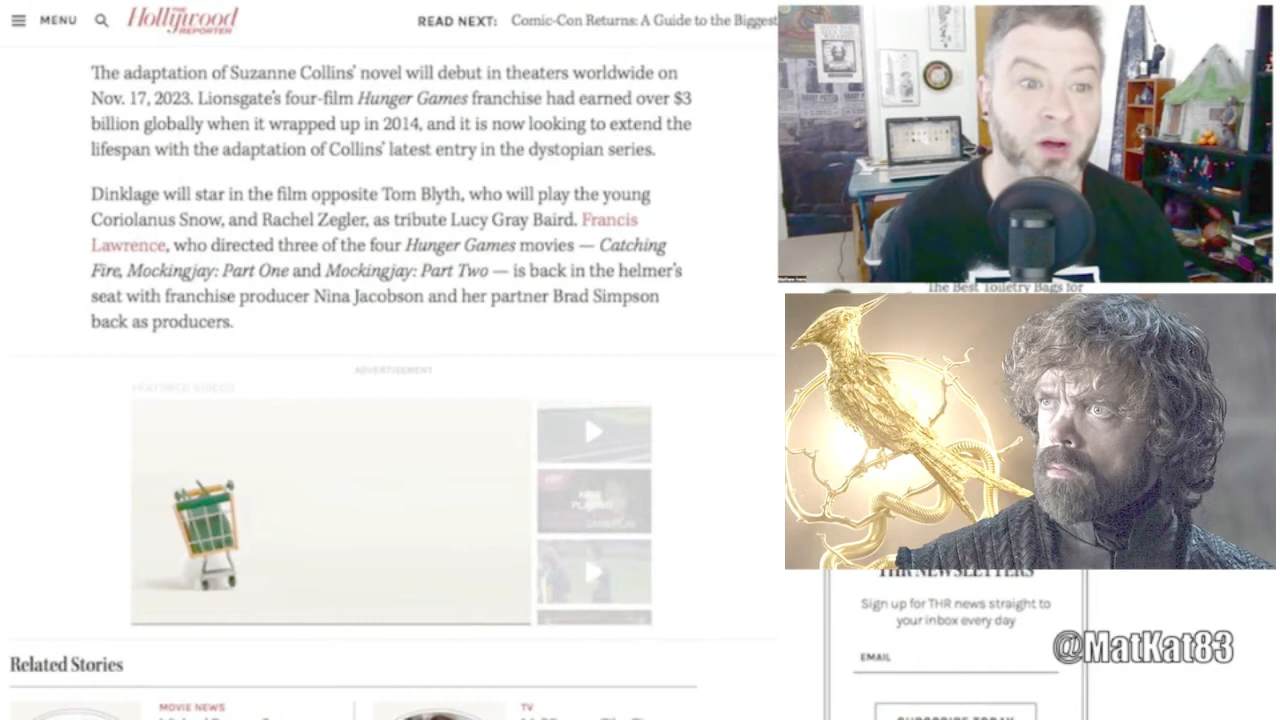 MENU
THE
Hollywood
REPORTER
READ NEXT: Comic-Con Returns: A Guide to the Biggest
The adaptation of Suzanne Collins' novel will debut in theaters worldwide on
Nov. 17, 2023. Lionsgate's four-film Hunger Games franchise had earned over $3
billion globally when it wrapped up in 2014, and it is now looking to extend the
lifespan with the adaptation of Collins' latest entry in the dystopian series.
Dinklage will star in the film opposite Tom Blyth, who will play the young
Coriolanus Snow, and Rachel Zegler, as tribute Lucy Gray Baird. Francis
Lawrence, who directed three of the four Hunger Games movies — Catching
Fire, Mockingjay: Part One and Mockingjay: Part Two — is back in the helmer's
seat with franchise producer Nina Jacobson and her partner Brad Simpson
back as producers.
ADVERTISEMENT
FEATURED VIDEOS
NOW
PLAYING
Related Stories
MOVIE NEWS
TV
The Best Toiletry Bags for
THR NEWSLETTERS
Sign up for THR news straight to
your inbox every day
EMAIL
SUBSCRIBE TODAY
@MatKat83